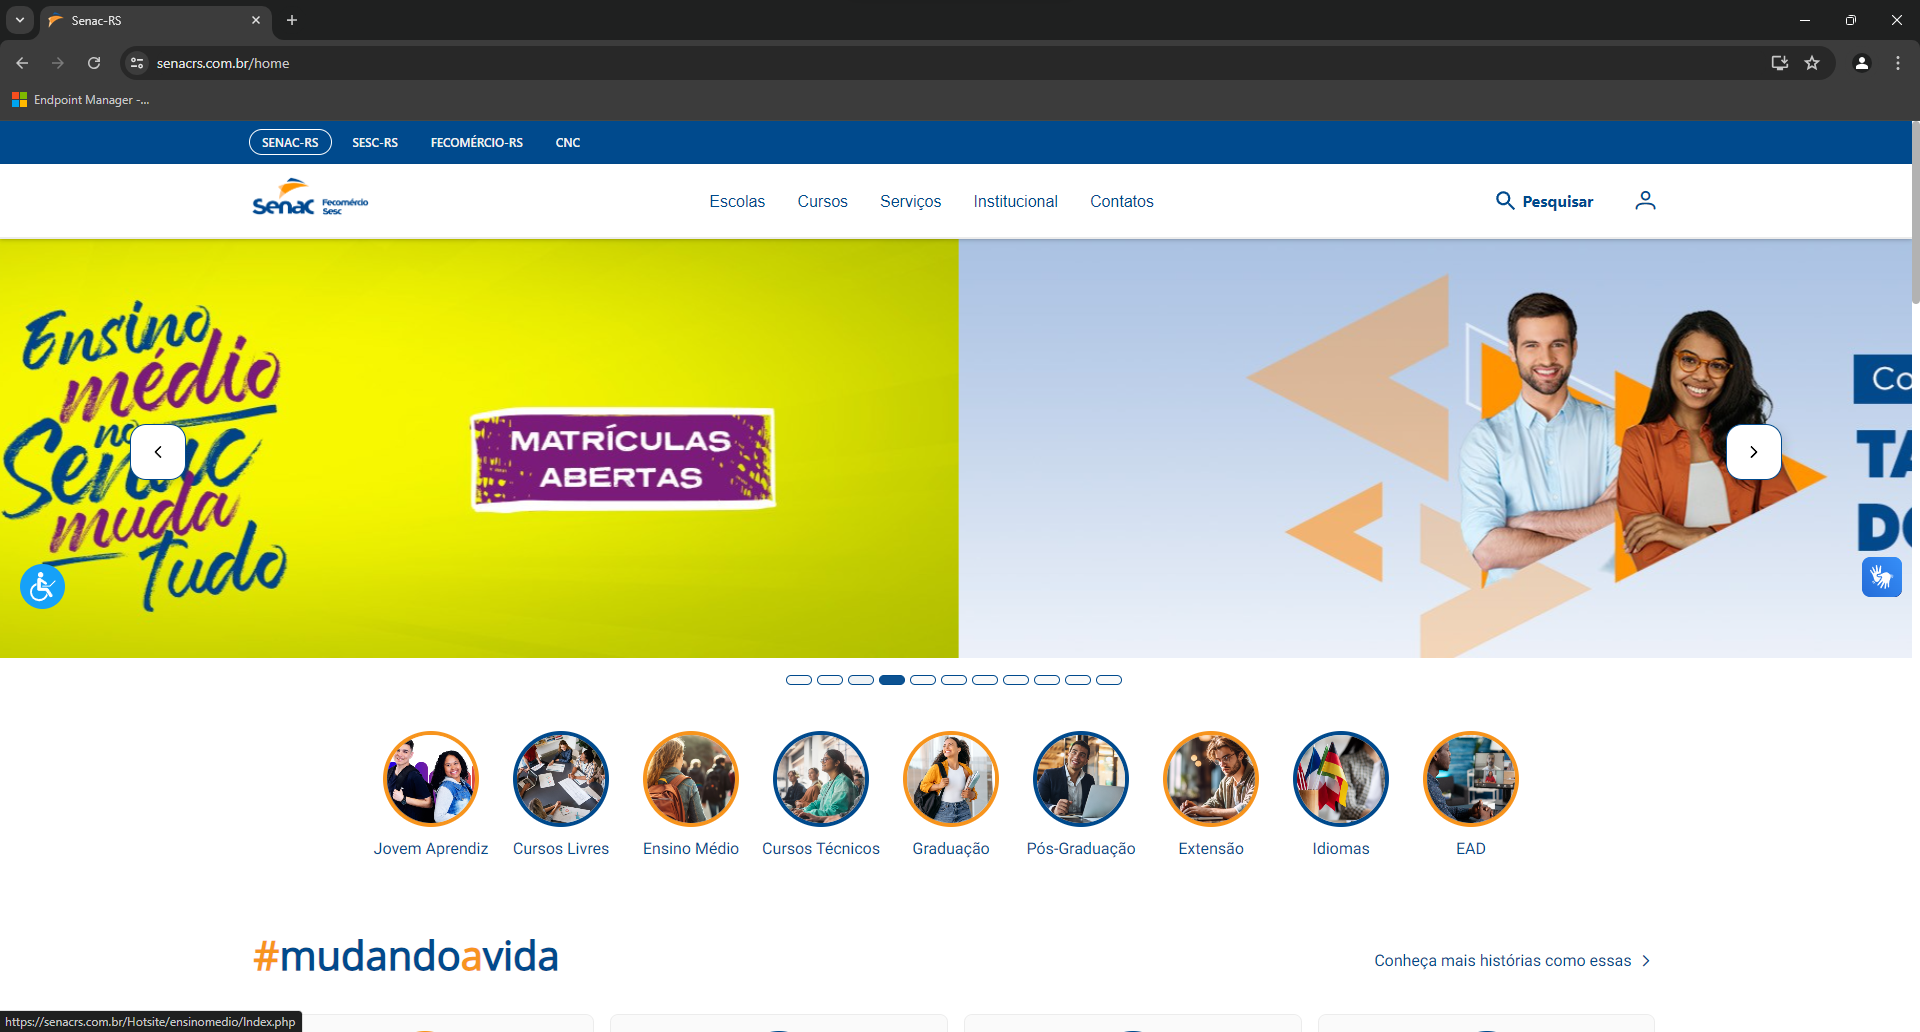 Senac-RS
senacrs.com.br/home
Endpoint Manager -...
SENAC-RS SESC-RS FECOMÉRCIO-RS CNC
Senac Fecomércio Sesc
Escolas Cursos Serviços Institucional Contatos
Pesquisar
Ensino
médio
no
Senac
muda
tudo
MATRÍCULAS
ABERTAS
Jovem Aprendiz Cursos Livres Ensino Médio Cursos Técnicos Graduação Pós-Graduação Extensão Idiomas EAD
#mudandoavida
Conheça mais histórias como essas
https://senacrs.com.br/Hotsite/ensinomedio/Index.php